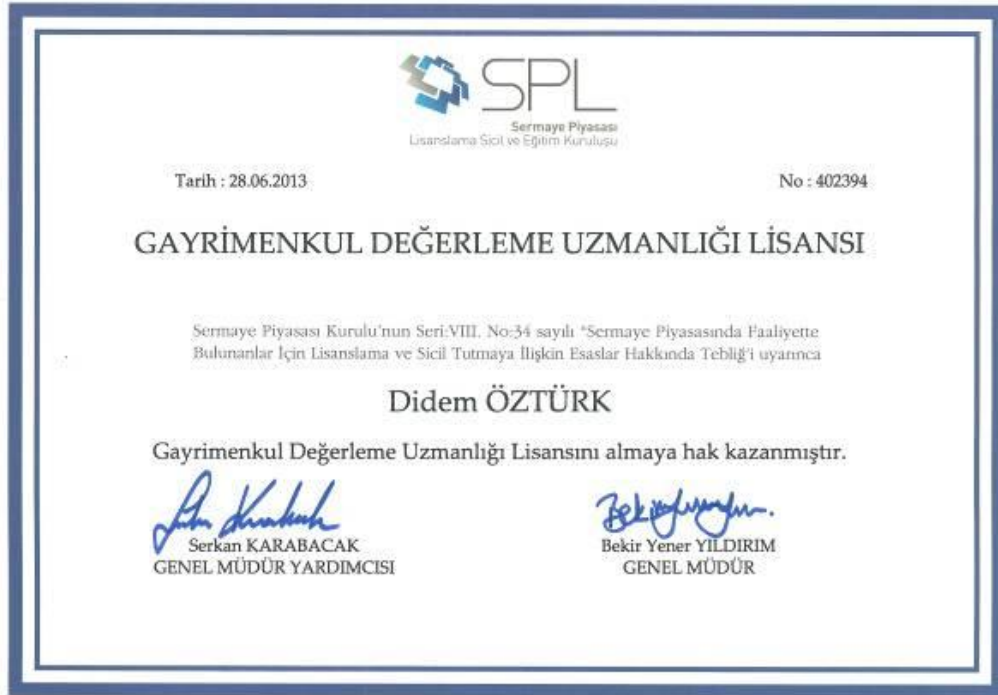 SPL
Sermaye Piyasası
Lisanslama Sicil ve Eğitim Kuruluşu
Tarih : 28.06.2013
No : 402394
GAYRİMENKUL DEĞERLEME UZMANLIĞI LİSANSI
Sermaye Piyasası Kurulu'nun Seri:VIII. No:34 sayılı "Sermaye Piyasasında Faaliyette
Bulunanlar İçin Lisanslama ve Sicil Tutmaya İlişkin Esaslar Hakkında Tebliğ'i uyarınca
Didem ÖZTÜRK
Gayrimenkul Değerleme Uzmanlığı Lisansını almaya hak kazanmıştır.
Serkan KARABACAK
GENEL MÜDÜR YARDIMCISI
Bekir Yener YILDIRIM
GENEL MÜDÜR